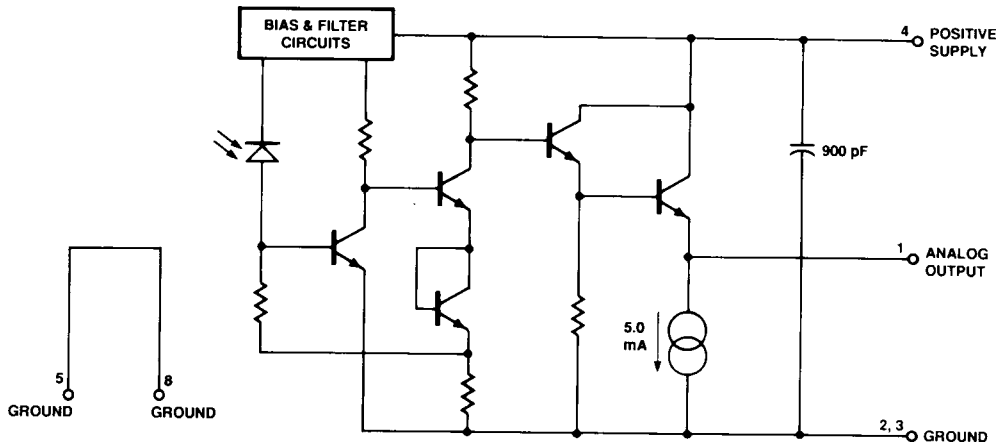 BIAS & FILTER
CIRCUITS
4
POSITIVE
SUPPLY
900 pF
1
ANALOG
OUTPUT
5.0
mA
5
GROUND
8
GROUND
2, 3
GROUND